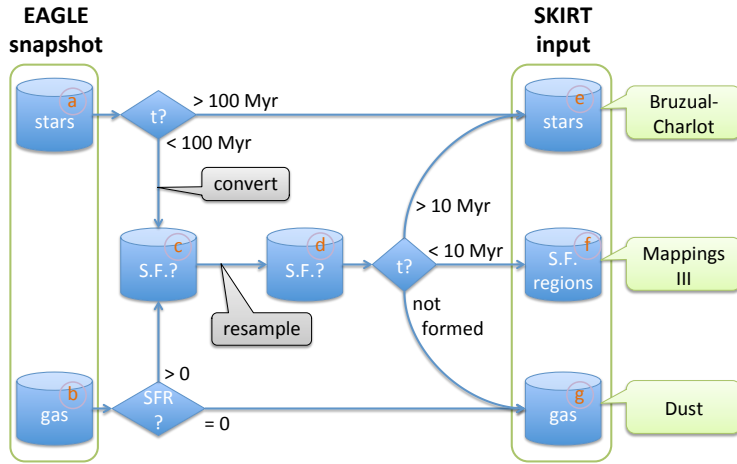 EAGLE
snapshot
SKIRT
input
a
stars
t?
> 100 Myr
< 100 Myr
convert
e
stars
Bruzual-
Charlot
c
S.F.?
resample
d
S.F.?
t?
> 10 Myr
< 10 Myr
not
formed
f
S.F.
regions
Mappings
III
b
gas
SFR
?
> 0
= 0
g
gas
Dust